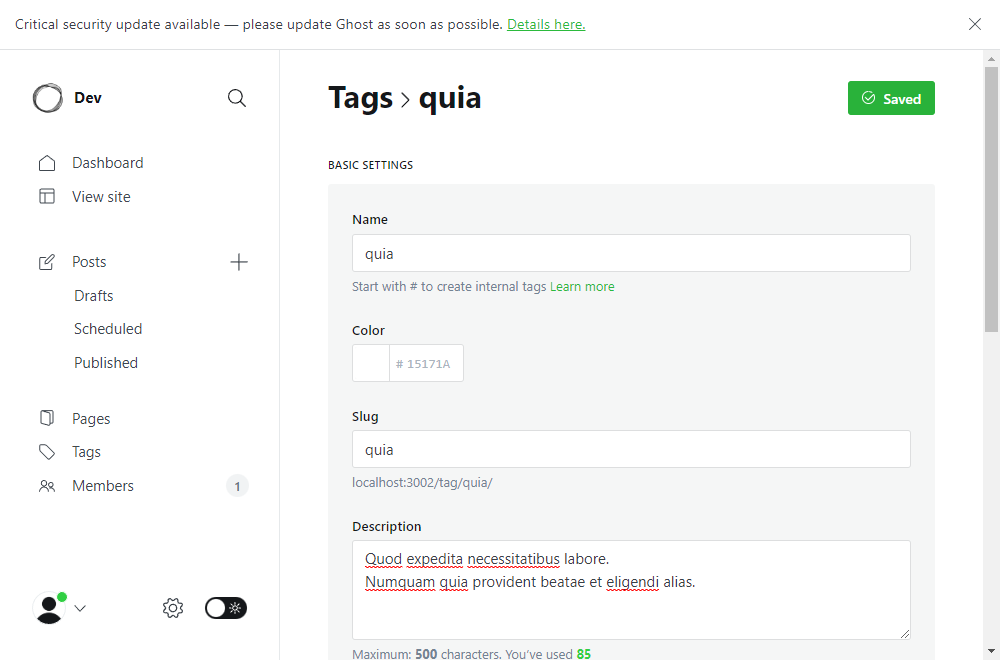 Critical security update available — please update Ghost as soon as possible. Details here.
Dev
Dashboard
View site
Posts
Drafts
Scheduled
Published
Pages
Tags
Members 1
Tags > quia
Saved
BASIC SETTINGS
Name
quia
Start with # to create internal tags Learn more
Color
# 15171A
Slug
quia
localhost:3002/tag/quia/
Description
Quod expedita necessitatibus labore.
Numquam quia provident beatae et eligendi alias.
Maximum: 500 characters. You've used 85